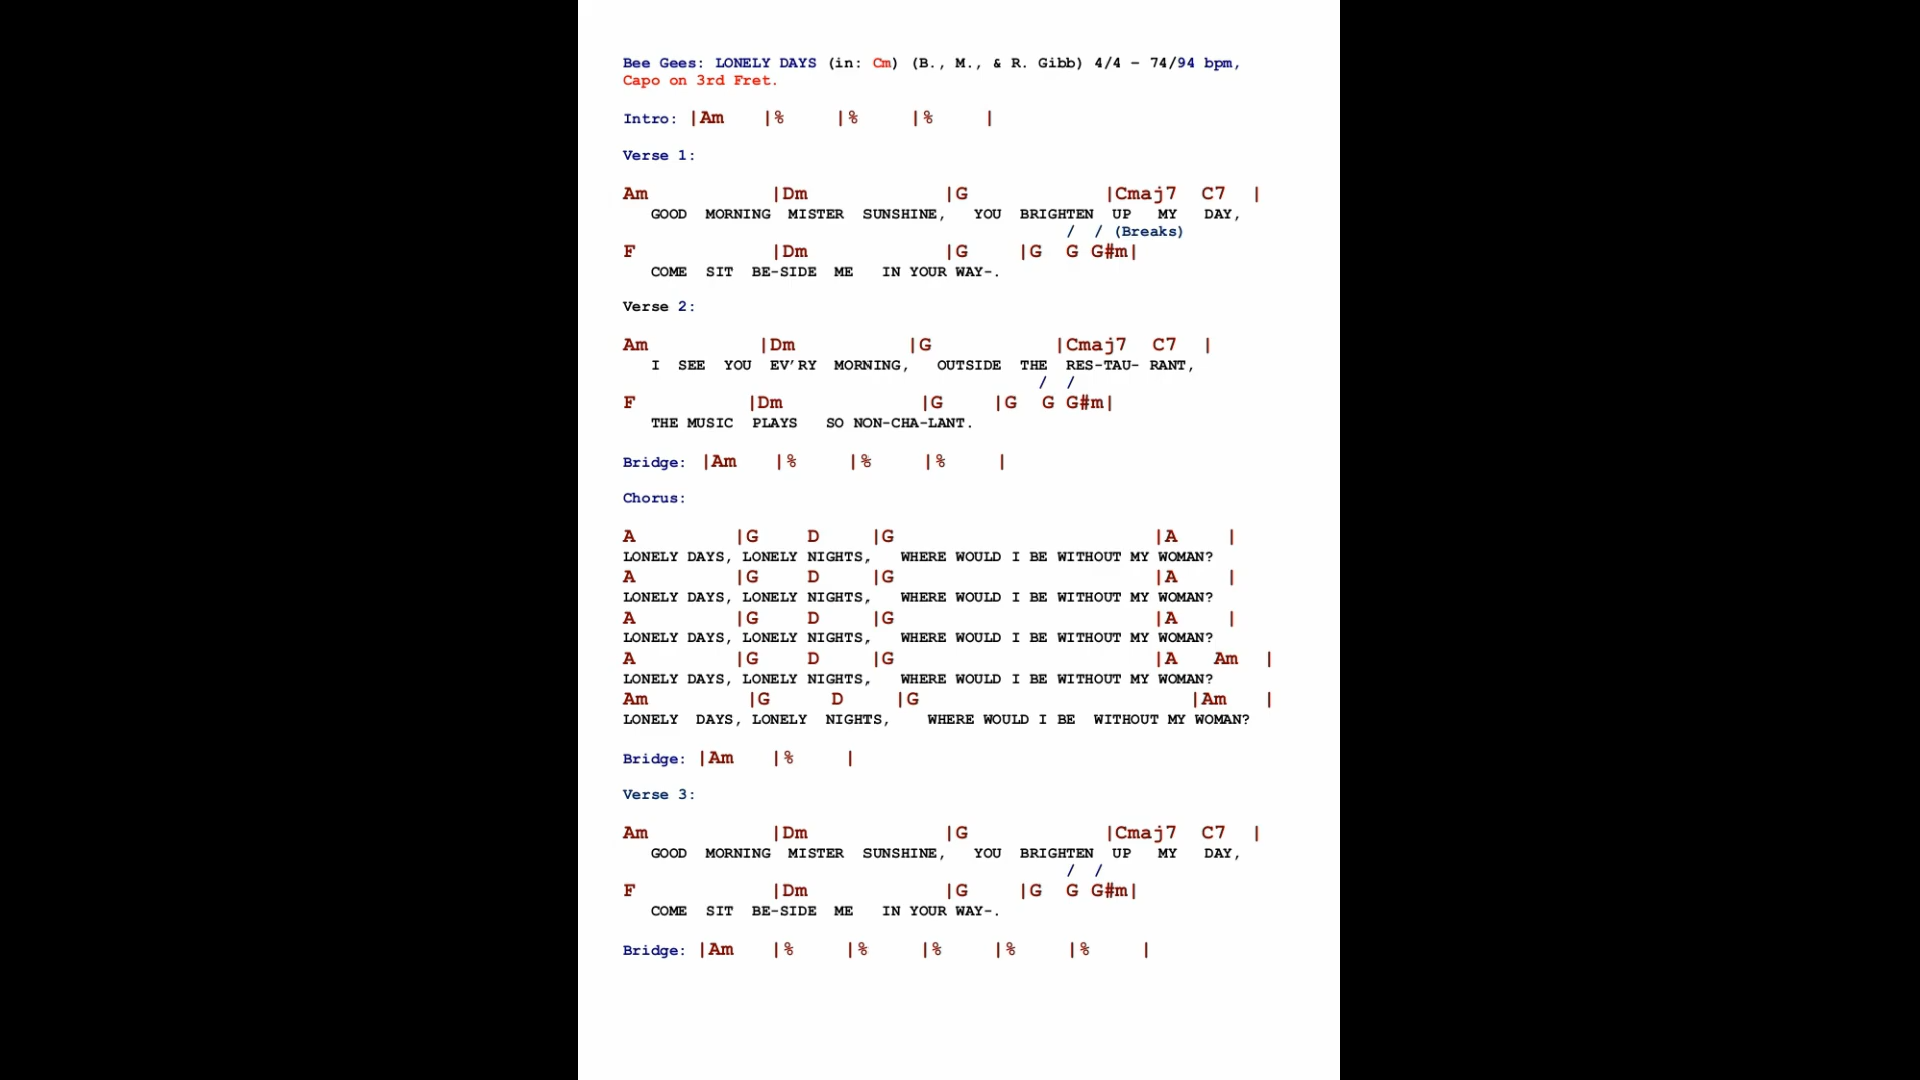 Bee Gees: LONELY DAYS (in: Cm) (B., M., & R. Gibb) 4/4 – 74/94 bpm,
Capo on 3rd Fret.
Intro: |Am |% |% |% |
Verse 1:
Am |Dm |G |Cmaj7 C7 |
GOOD MORNING MISTER SUNSHINE, YOU BRIGHTEN UP MY DAY,
/ / (Breaks)
F |Dm |G |G G G#m|
COME SIT BE-SIDE ME IN YOUR WAY-.
Verse 2:
Am |Dm |G |Cmaj7 C7 |
I SEE YOU EV’RY MORNING, OUTSIDE THE RES-TAU- RANT,
/ /
F |Dm |G |G G G#m|
THE MUSIC PLAYS SO NON-CHA-LANT.
Bridge: |Am |% |% |% |
Chorus:
A |G D |G |A |
LONELY DAYS, LONELY NIGHTS, WHERE WOULD I BE WITHOUT MY WOMAN?
A |G D |G |A |
LONELY DAYS, LONELY NIGHTS, WHERE WOULD I BE WITHOUT MY WOMAN?
A |G D |G |A |
LONELY DAYS, LONELY NIGHTS, WHERE WOULD I BE WITHOUT MY WOMAN?
A |G D |G |A Am |
LONELY DAYS, LONELY NIGHTS, WHERE WOULD I BE WITHOUT MY WOMAN?
Am |G D |G |Am |
LONELY DAYS, LONELY NIGHTS, WHERE WOULD I BE WITHOUT MY WOMAN?
Bridge: |Am |% |
Verse 3:
Am |Dm |G |Cmaj7 C7 |
GOOD MORNING MISTER SUNSHINE, YOU BRIGHTEN UP MY DAY,
/ /
F |Dm |G |G G G#m|
COME SIT BE-SIDE ME IN YOUR WAY-.
Bridge: |Am |% |% |% |% |% |